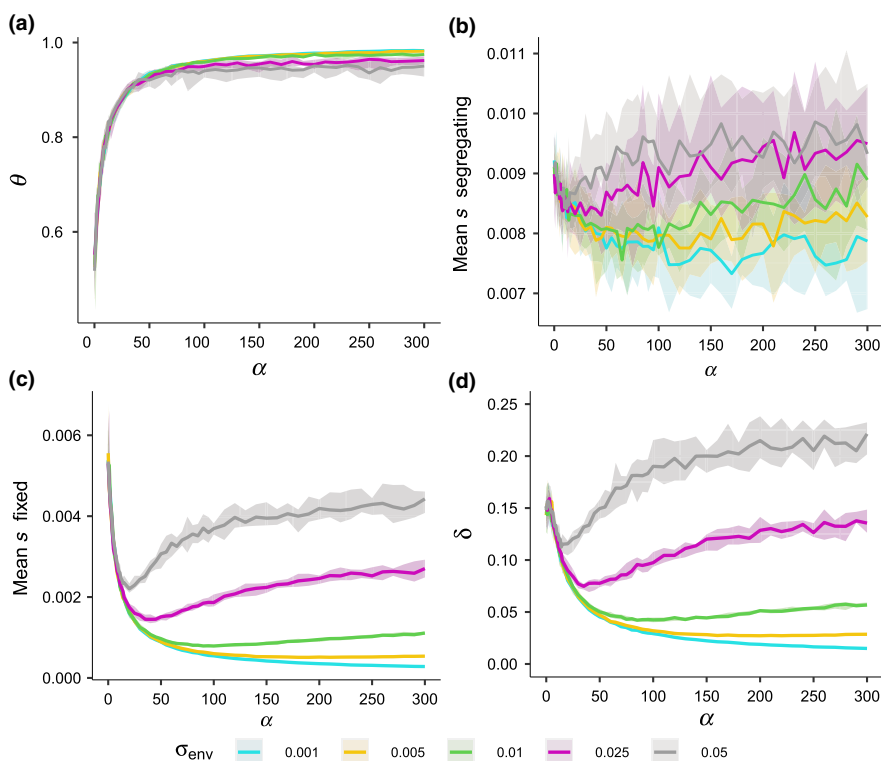 (a)
1.0
0.8
0.6
θ
0 50 100 150 200 250 300
α
(b)
0.011
0.010
0.009
0.008
0.007
Mean s segregating
0 50 100 150 200 250 300
α
(c)
0.006
0.004
0.002
0.000
Mean s fixed
0 50 100 150 200 250 300
α
(d)
0.25
0.20
0.15
0.10
0.05
0.00
δ
0 50 100 150 200 250 300
α
σenv 0.001 0.005 0.01 0.025 0.05